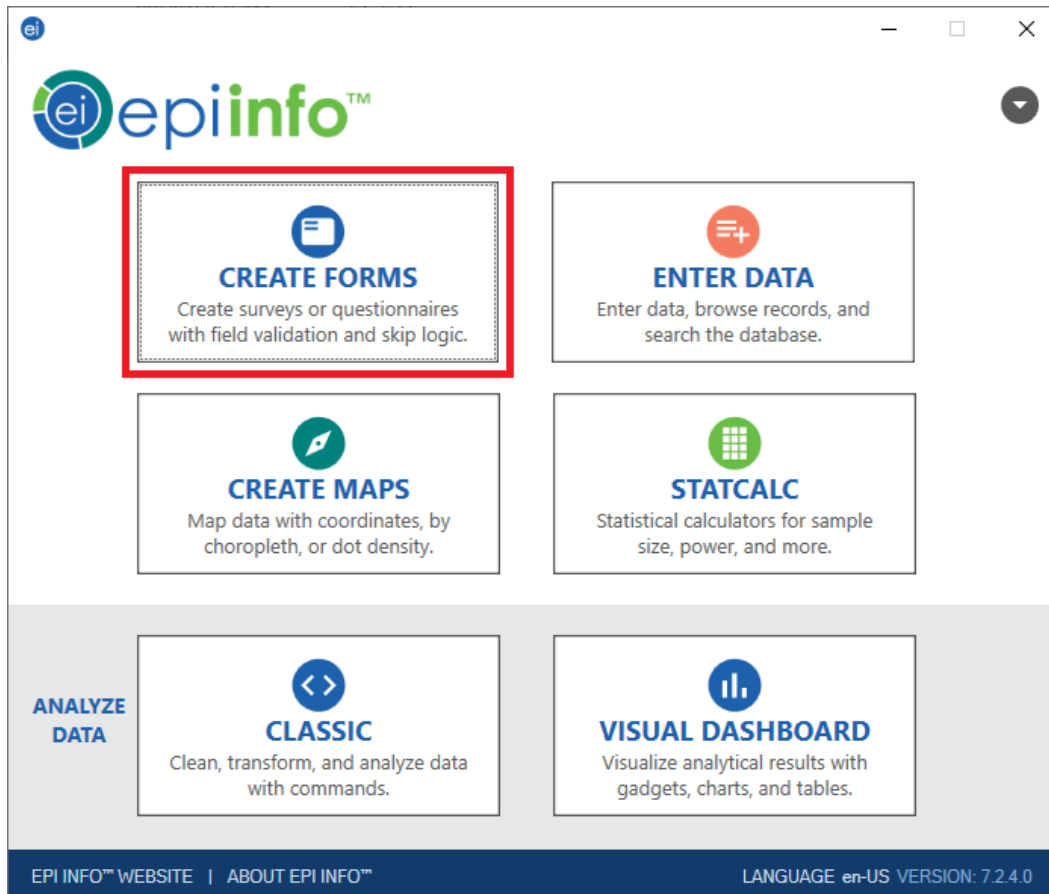 ei
ei epiinfo™
CREATE FORMS
Create surveys or questionnaires
with field validation and skip logic.
ENTER DATA
Enter data, browse records, and
search the database.
CREATE MAPS
Map data with coordinates, by
choropleth, or dot density.
STATCALC
Statistical calculators for sample
size, power, and more.
ANALYZE
DATA
CLASSIC
Clean, transform, and analyze data
with commands.
VISUAL DASHBOARD
Visualize analytical results with
gadgets, charts, and tables.
EPI INFO™ WEBSITE | ABOUT EPI INFO™
LANGUAGE en-US VERSION: 7.2.4.0